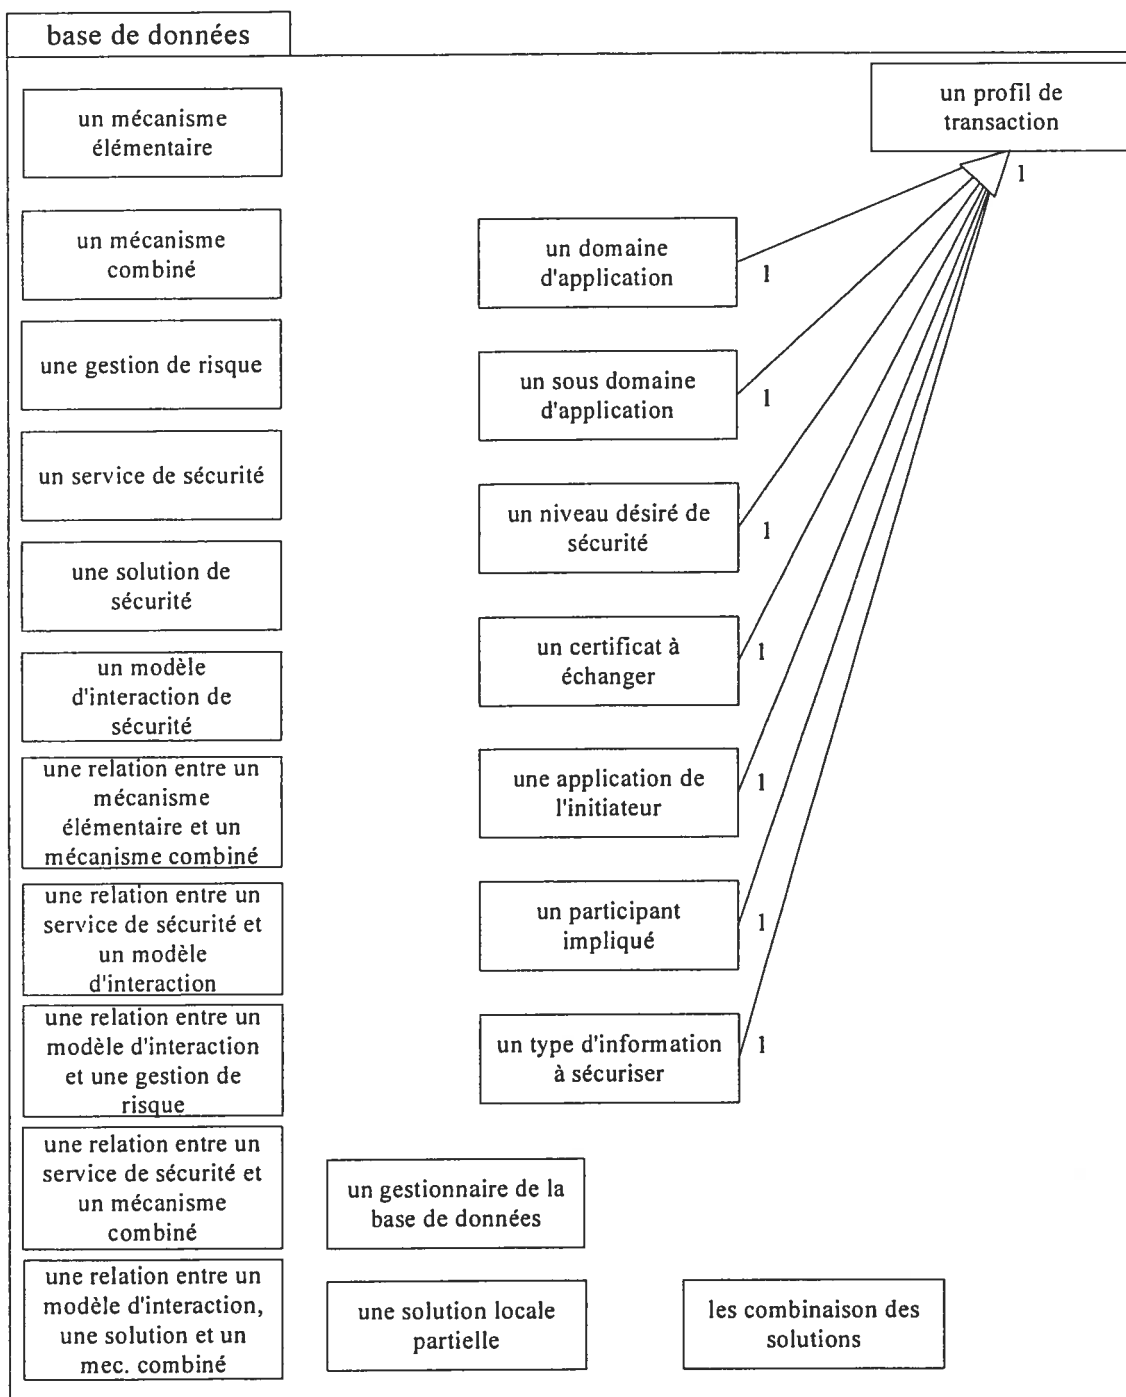 base de données
un mécanisme
élémentaire
un mécanisme
combiné
une gestion de risque
un service de sécurité
une solution de
sécurité
un modèle
d'interaction de
sécurité
une relation entre un
mécanisme
élémentaire et un
mécanisme combiné
une relation entre un
service de sécurité et
un modèle
d'interaction
une relation entre un
modèle d'interaction
et une gestion de
risque
une relation entre un
service de sécurité et
un mécanisme
combiné
une relation entre un
modèle d'interaction,
une solution et un
mec. combiné
un profil de
transaction
1
un domaine
d'application
1
un sous domaine
d'application
1
un niveau désiré de
sécurité
1
un certificat à
échanger
1
une application de
l'initiateur
1
un participant
impliqué
1
un type d'information
à sécuriser
1
un gestionnaire de la
base de données
une solution locale
partielle
les combinaison des
solutions